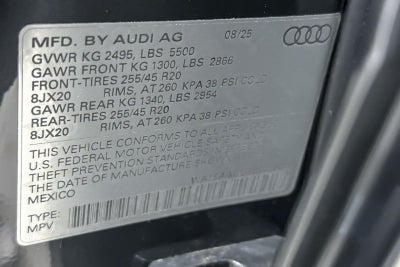 MFD. BY AUDI AG 08/25
GVWR KG 2495, LBS 5500
GAWR FRONT KG 1300, LBS 2866
FRONT-TIRES 255/45 R20
8JX20 RIMS, AT 260 KPA 38 PSI COLD
GAWR REAR KG 1340, LBS 2954
REAR-TIRES 255/45 R20
8JX20 RIMS, AT 260 KPA 38 PSI COLD
THIS VEHICLE CONFORMS TO ALL
U.S. FEDERAL MOTOR VEHICLE
THEFT PREVENTION STANDARDS
THE DATE OF MANUFACTURE
MEXICO
TYPE:
MPV